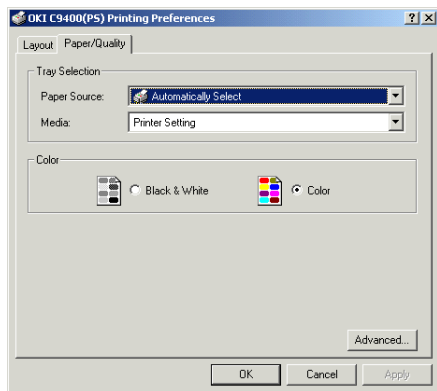 OKI C9400(PS) Printing Preferences
Layout Paper/Quality
Tray Selection
Paper Source: Automatically Select
Media: Printer Setting
Color
Black & White Color
Advanced...
OK Cancel Apply